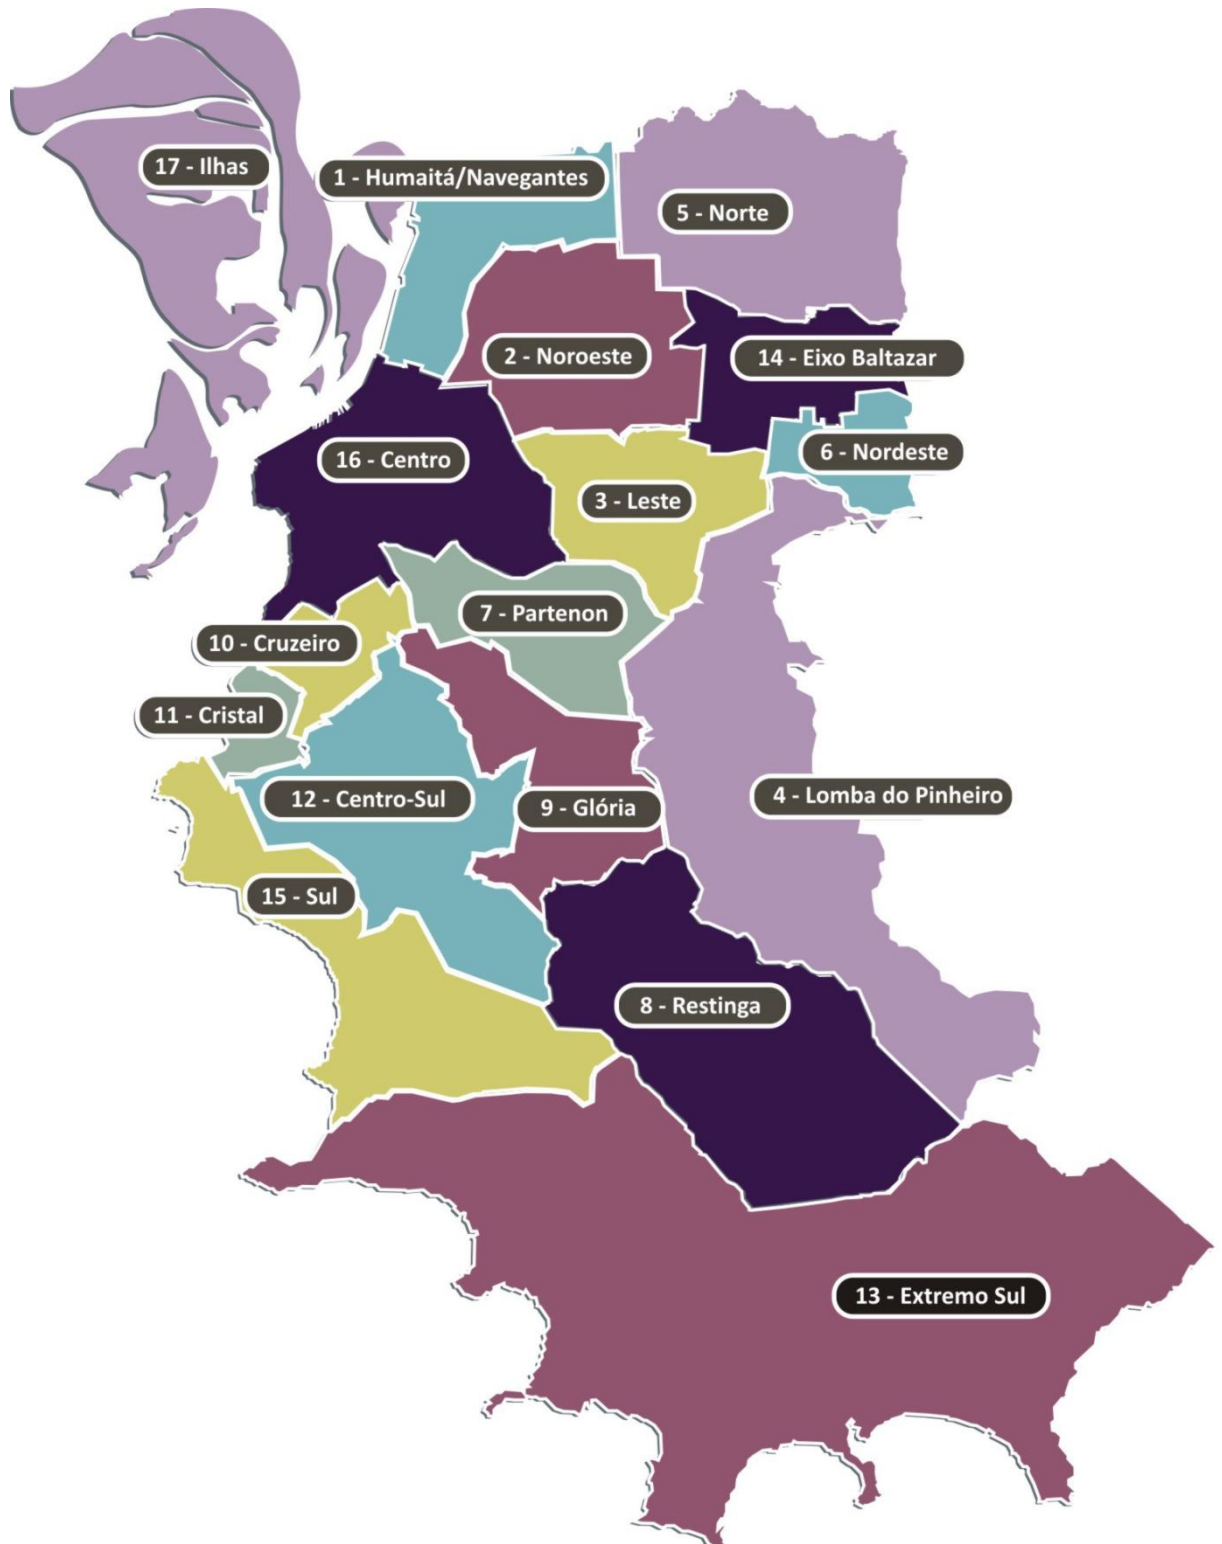 17 - Ilhas
1 - Humaitá/Navegantes
5 - Norte
2 - Noroeste
14 - Eixo Baltazar
16 - Centro
6 - Nordeste
3 - Leste
7 - Partenon
10 - Cruzeiro
11 - Cristal
12 - Centro-Sul
9 - Glória
4 - Lomba do Pinheiro
15 - Sul
8 - Restinga
13 - Extremo Sul